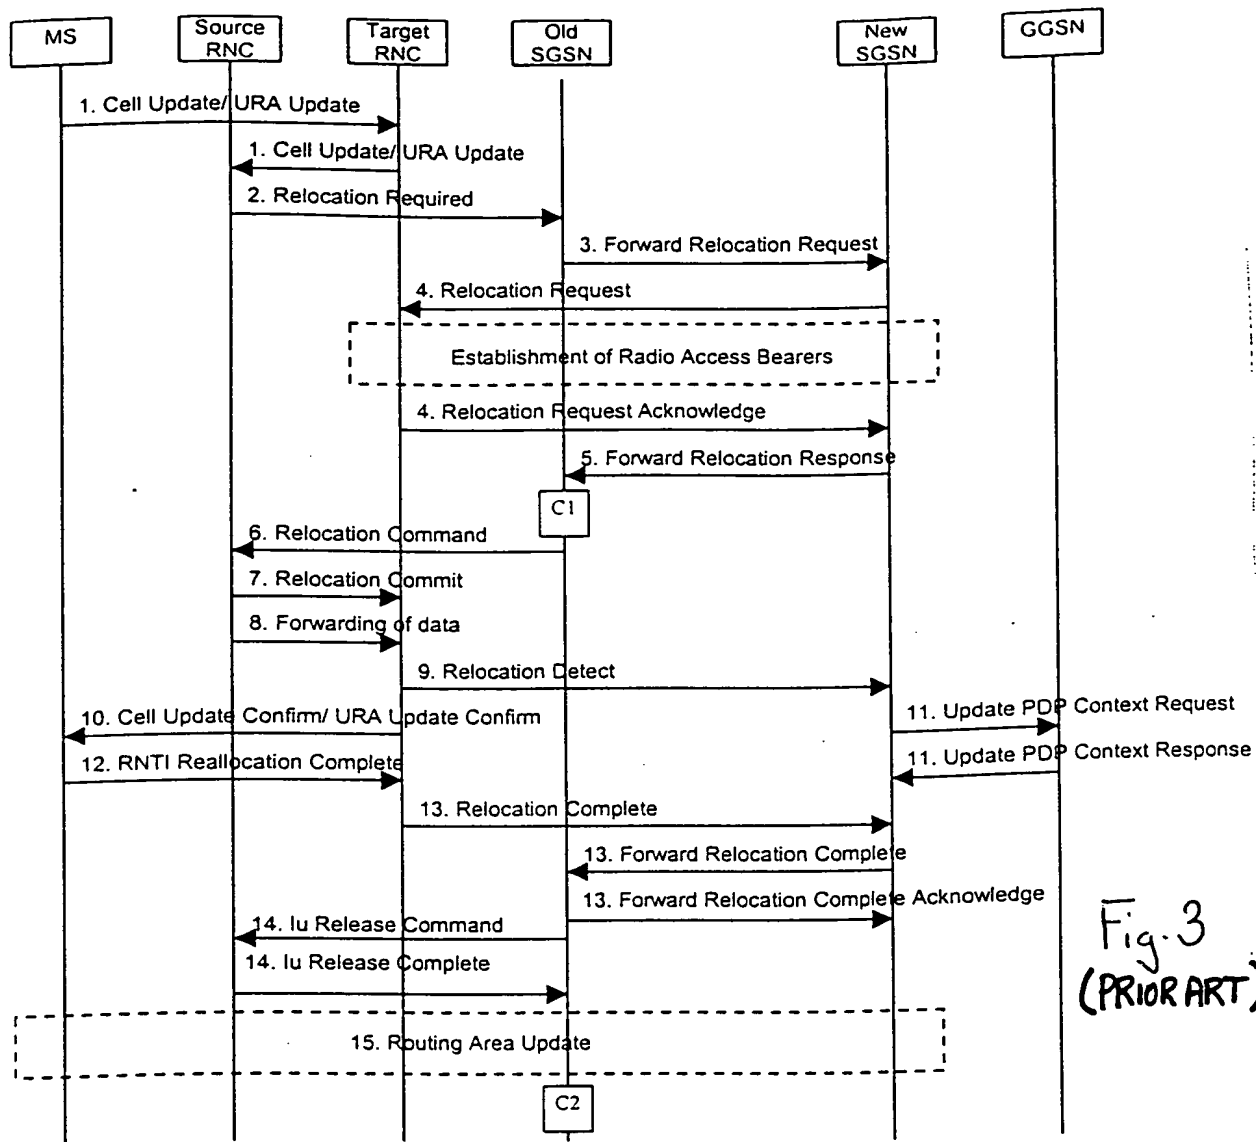 MS
Source
RNC
Target
RNC
Old
SGSN
New
SGSN
GGSN
1. Cell Update/ URA Update
1. Cell Update/ URA Update
2. Relocation Required
3. Forward Relocation Request
4. Relocation Request
Establishment of Radio Access Bearers
4. Relocation Request Acknowledge
5. Forward Relocation Response
C1
6. Relocation Command
7. Relocation Commit
8. Forwarding of data
9. Relocation Detect
10. Cell Update Confirm/ URA Update Confirm
11. Update PDP Context Request
12. RNTI Reallocation Complete
11. Update PDP Context Response
13. Relocation Complete
13. Forward Relocation Complete
13. Forward Relocation Complete Acknowledge
14. Iu Release Command
14. Iu Release Complete
15. Routing Area Update
C2
Fig. 3
(PRIOR ART)